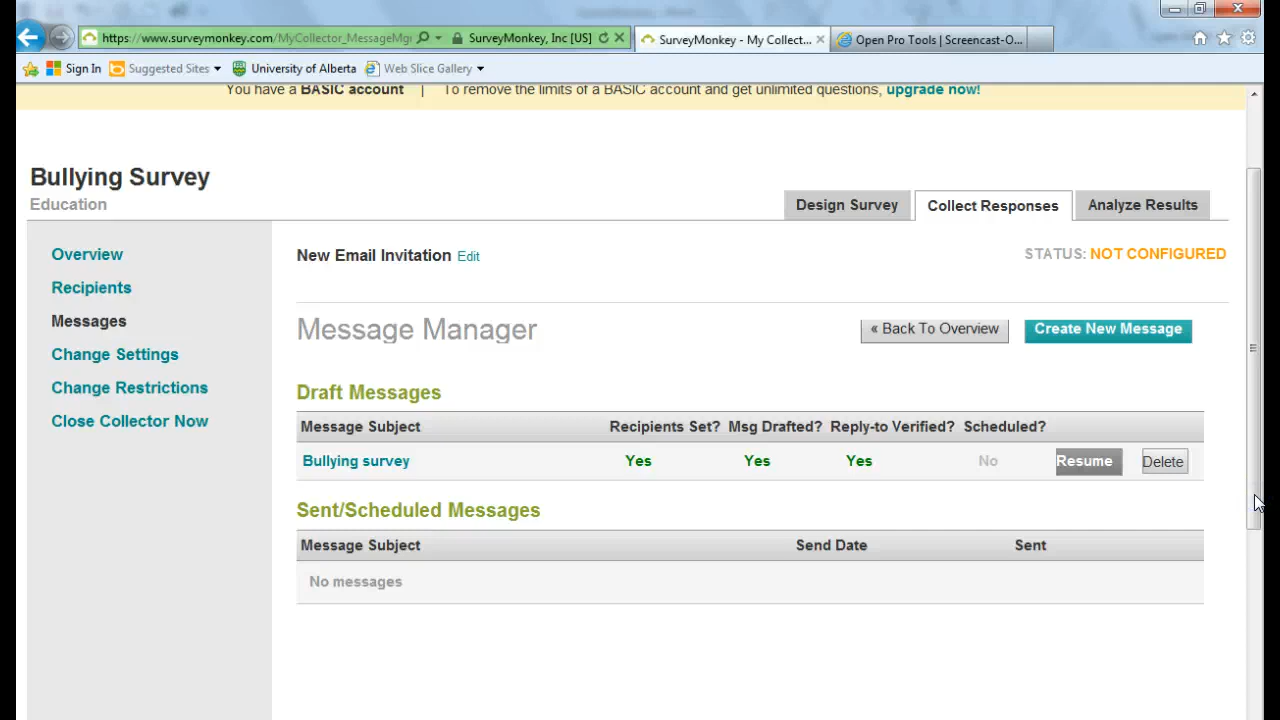 https://www.surveymonkey.com/MyCollector_MessageMgr
SurveyMonkey, Inc [US]
SurveyMonkey - My Collect...
Open Pro Tools | Screencast-O...
Sign In
Suggested Sites
University of Alberta
Web Slice Gallery
You have a BASIC account | To remove the limits of a BASIC account and get unlimited questions, upgrade now!
Bullying Survey
Education
Design Survey
Collect Responses
Analyze Results
Overview
Recipients
Messages
Change Settings
Change Restrictions
Close Collector Now
New Email Invitation Edit
STATUS: NOT CONFIGURED
Message Manager
« Back To Overview
Create New Message
Draft Messages
Message Subject Recipients Set? Msg Drafted? Reply-to Verified? Scheduled?
Bullying survey Yes Yes Yes No Resume Delete
Sent/Scheduled Messages
Message Subject Send Date Sent
No messages